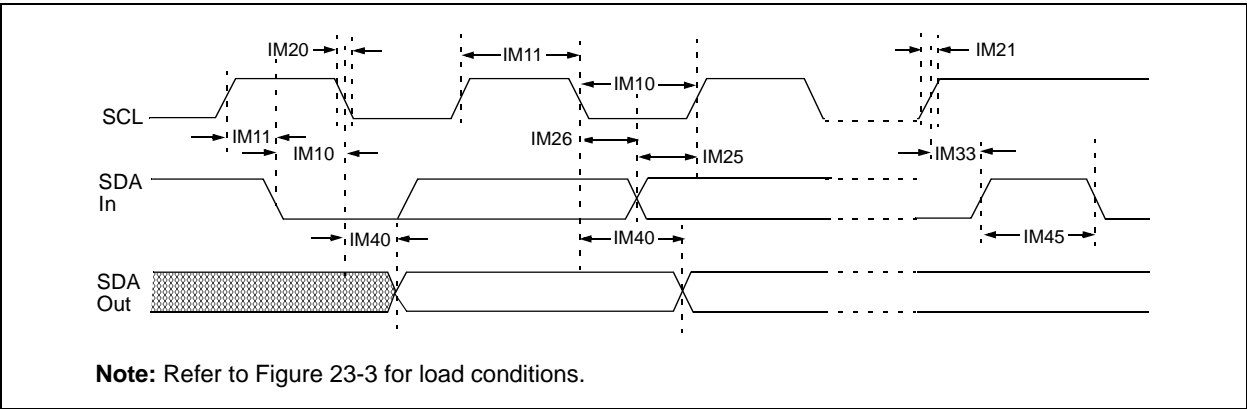 IM20
IM11
IM21
IM10
SCL
IM11
IM10
IM26
IM25
IM33
SDA
In
IM40
IM40
IM45
SDA
Out
Note: Refer to Figure 23-3 for load conditions.